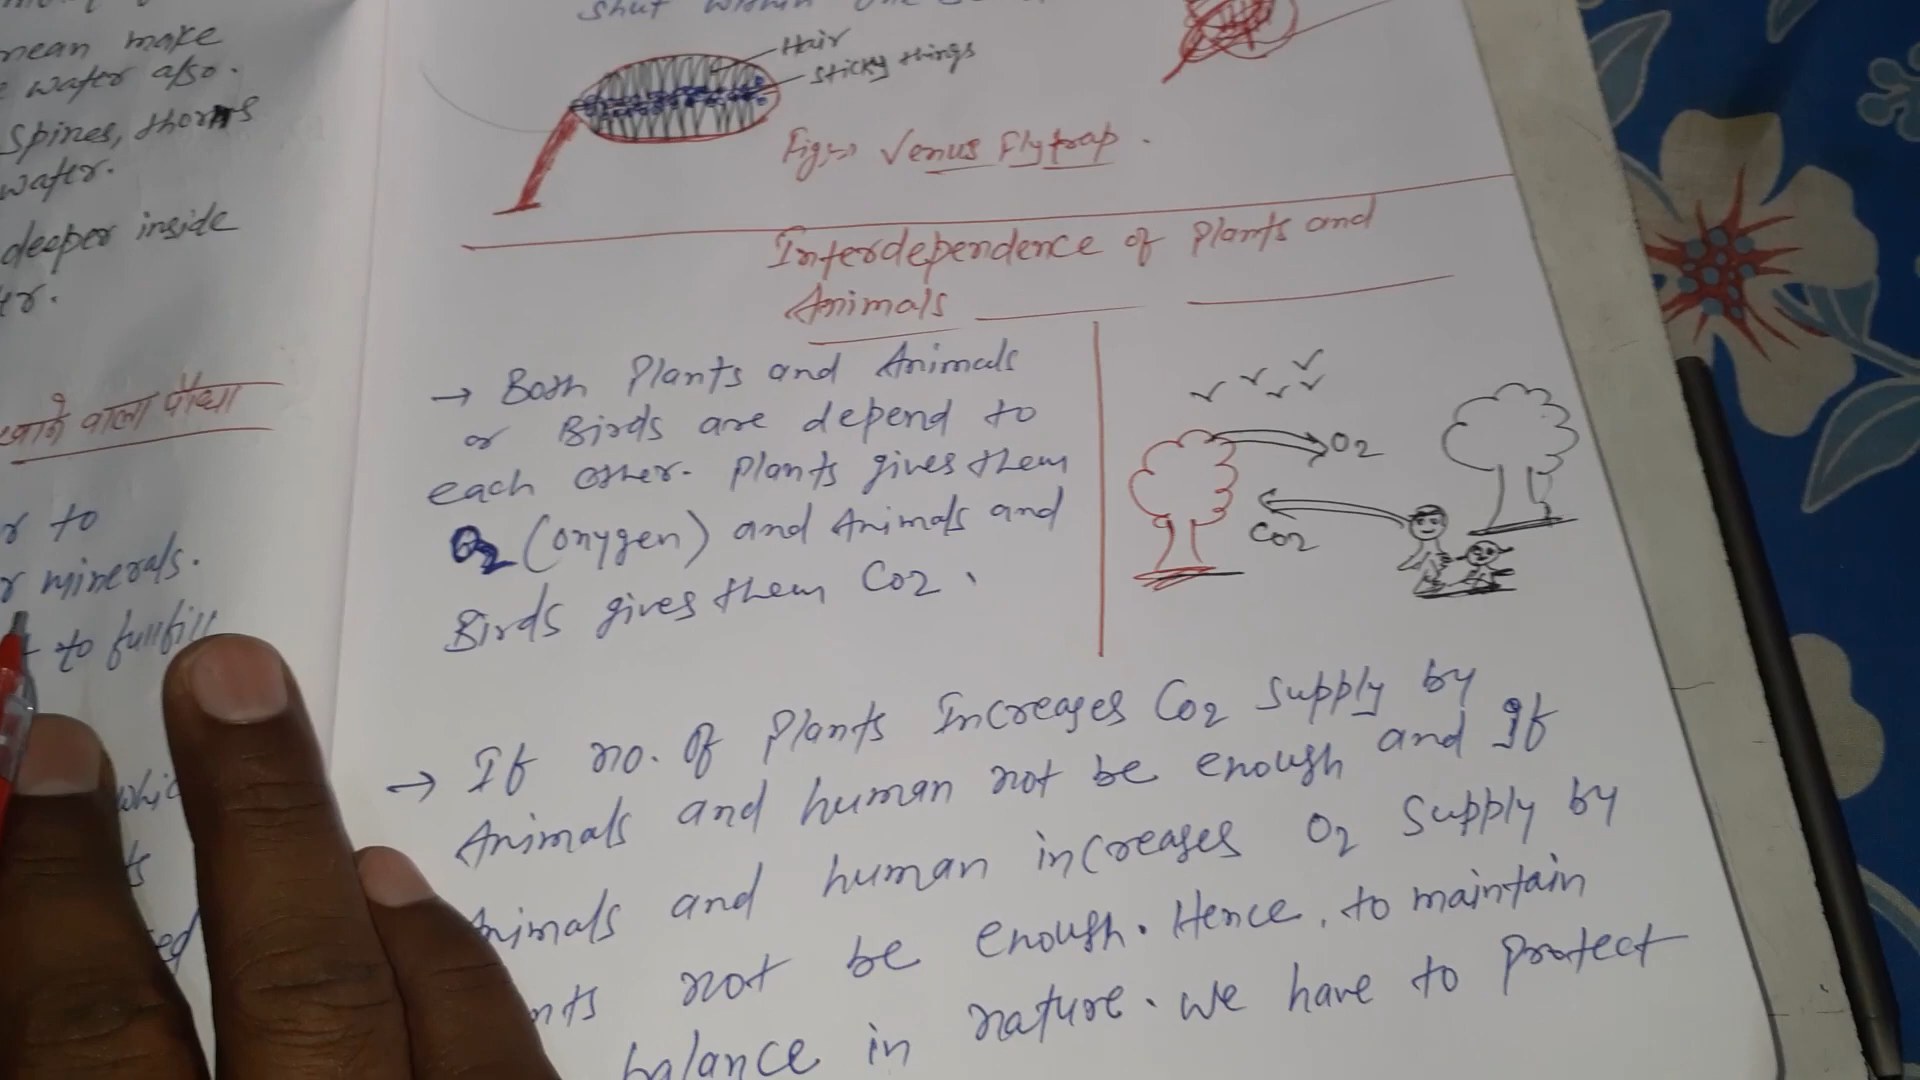 mean make
water also.
Spines, thorns
water.
deeper inside
खाने वाला पौधा
to
minerals.
to fullfill
shut within one
Hair
sticky things
Fig:-> Venus Flytrap.
Interdependence of Plants and
Animals
→ Both Plants and Animals
or Birds are depend to
each other. Plants gives them
O2 (oxygen) and Animals and
Birds gives them CO2.
O2
CO2
→ If no. of Plants Increases CO2 Supply by
Animals and human not be enough and If
Animals and human increases O2 Supply by
not be enough. Hence, to maintain
balance in nature. We have to protect